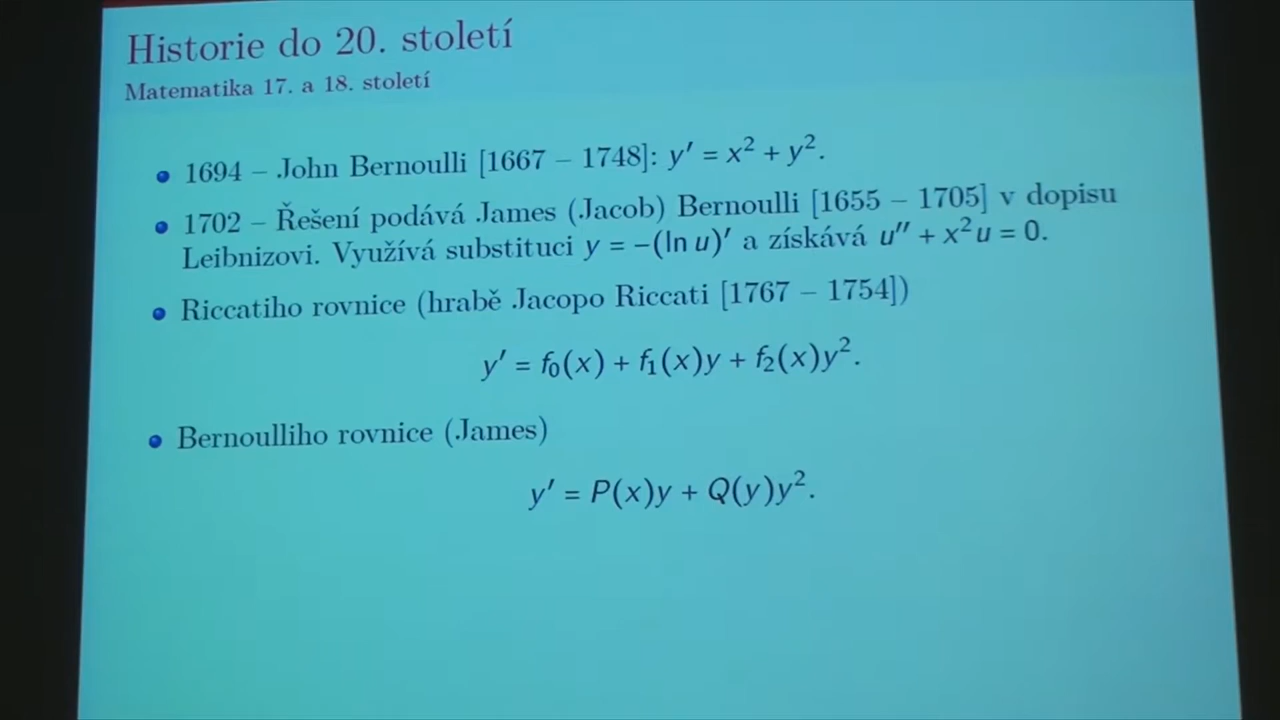 Historie do 20. století
Matematika 17. a 18. století
• 1694 – John Bernoulli [1667 – 1748]: y′ = x² + y².
• 1702 – Řešení podává James (Jacob) Bernoulli [1655 – 1705] v dopisu
Leibnizovi. Využívá substituci y = −(ln u)′ a získává u″ + x²u = 0.
• Riccatiho rovnice (hrabě Jacopo Riccati [1767 – 1754])
y′ = f₀(x) + f₁(x)y + f₂(x)y².
• Bernoulliho rovnice (James)
y′ = P(x)y + Q(y)y².